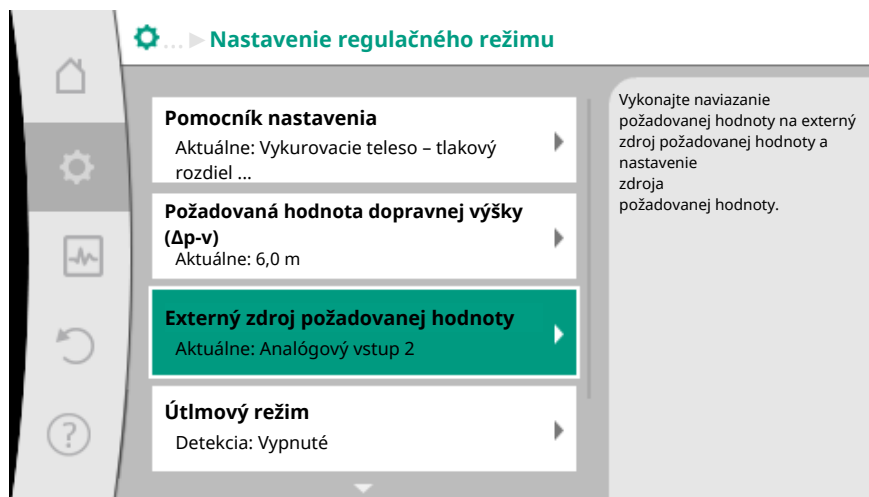 ... ▶ Nastavenie regulačného režimu
Pomocník nastavenia
Aktuálne: Vykurovacie teleso – tlakový
rozdiel ...
Požadovaná hodnota dopravnej výšky
(Δp-v)
Aktuálne: 6,0 m
Externý zdroj požadovanej hodnoty
Aktuálne: Analógový vstup 2
Útlmový režim
Detekcia: Vypnuté
Vykonajte naviazanie
požadovanej hodnoty na externý
zdroj požadovanej hodnoty a
nastavenie
zdroja
požadovanej hodnoty.
?